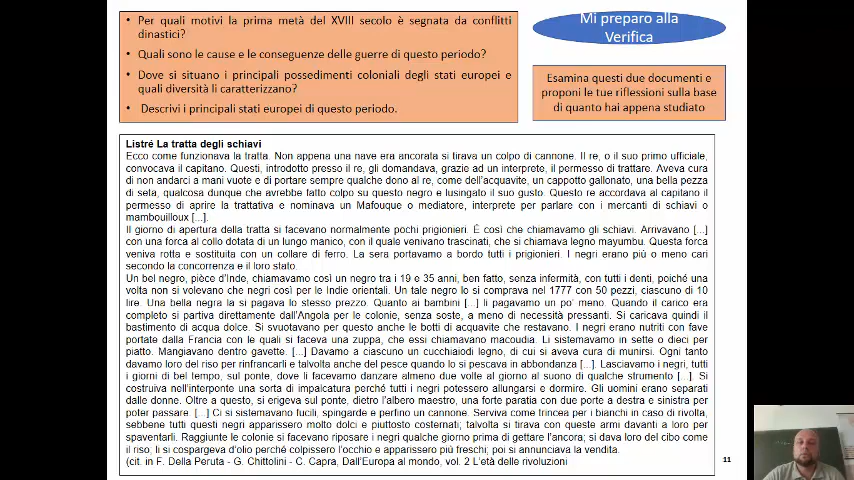 • Per quali motivi la prima metà del XVIII secolo è segnata da conflitti
dinastici?
• Quali sono le cause e le conseguenze delle guerre di questo periodo?
• Dove si situano i principali possedimenti coloniali degli stati europei e
quali diversità li caratterizzano?
• Descrivi i principali stati europei di questo periodo.
Mi preparo alla
Verifica
Esamina questi due documenti e
proponi le tue riflessioni sulla base
di quanto hai appena studiato
Listré La tratta degli schiavi
Ecco come funzionava la tratta. Non appena una nave era ancorata si tirava un colpo di cannone. Il re, o il suo primo ufficiale,
convocava il capitano. Questi, introdotto presso il re, gli domandava, grazie ad un interprete, il permesso di trattare. Aveva cura
di non andarci a mani vuote e di portare sempre qualche dono al re, come dell'acquavite, un cappotto gallonato, una bella pezza
di seta, qualcosa dunque che avrebbe fatto colpo su questo negro e lusingato il suo gusto. Questo re accordava al capitano il
permesso di aprire la trattativa e nominava un Mafouque o mediatore, interprete per parlare con i mercanti di schiavi o
mambouilloux [...].
Il giorno di apertura della tratta si facevano normalmente pochi prigionieri. É così che chiamavamo gli schiavi. Arrivavano [...]
con una forca al collo dotata di un lungo manico, con il quale venivano trascinati, che si chiamava legno mayumbu. Questa forca
veniva rotta e sostituita con un collare di ferro. La sera portavamo a bordo tutti i prigionieri. I negri erano più o meno cari
secondo la concorrenza e il loro stato.
Un bel negro, pièce d'Inde, chiamavamo così un negro tra i 19 e 35 anni, ben fatto, senza infermità, con tutti i denti, poiché una
volta non si volevano che negri così per le Indie orientali. Un tale negro lo si comprava nel 1777 con 50 pezzi, ciascuno di 10
lire. Una bella negra la si pagava lo stesso prezzo. Quanto ai bambini [...] li pagavamo un po' meno. Quando il carico era
completo si partiva direttamente dall'Angola per le colonie, senza soste, a meno di necessità pressanti. Si caricava quindi il
bastimento di acqua dolce. Si svuotavano per questo anche le botti di acquavite che restavano. I negri erano nutriti con fave
portate dalla Francia con le quali si faceva una zuppa, che essi chiamavano macoudia. Li sistemavamo in sette o dieci per
piatto. Mangiavano dentro gavette. [...] Davamo a ciascuno un cucchiaiodi legno, di cui si aveva cura di munirsi. Ogni tanto
davamo loro del riso per rinfrancarli e talvolta anche del pesce quando lo si pescava in abbondanza [...]. Lasciavamo i negri, tutti
i giorni di bel tempo, sul ponte, dove li facevamo danzare almeno due volte al giorno al suono di qualche strumento [...]. Si
costruiva nell'interponte una sorta di impalcatura perché tutti i negri potessero allungarsi e dormire. Gli uomini erano separati
dalle donne. Oltre a questo, si erigeva sul ponte, dietro l'albero maestro, una forte paratia con due porte a destra e sinistra per
poter passare. [...] Ci si sistemavano fucili, spingarde e perfino un cannone. Serviva come trincea per i bianchi in caso di rivolta,
sebbene tutti questi negri apparissero molto dolci e piuttosto costernati; talvolta si tirava con queste armi davanti a loro per
spaventarli. Raggiunte le colonie si facevano riposare i negri qualche giorno prima di gettare l'ancora; si dava loro del cibo come
il riso; li si cospargeva d'olio perché colpissero l'occhio e apparissero più freschi; poi si annunciava la vendita.
(cit. in F. Della Peruta - G. Chittolini - C. Capra, Dall'Europa al mondo, vol. 2 L'età delle rivoluzioni
11